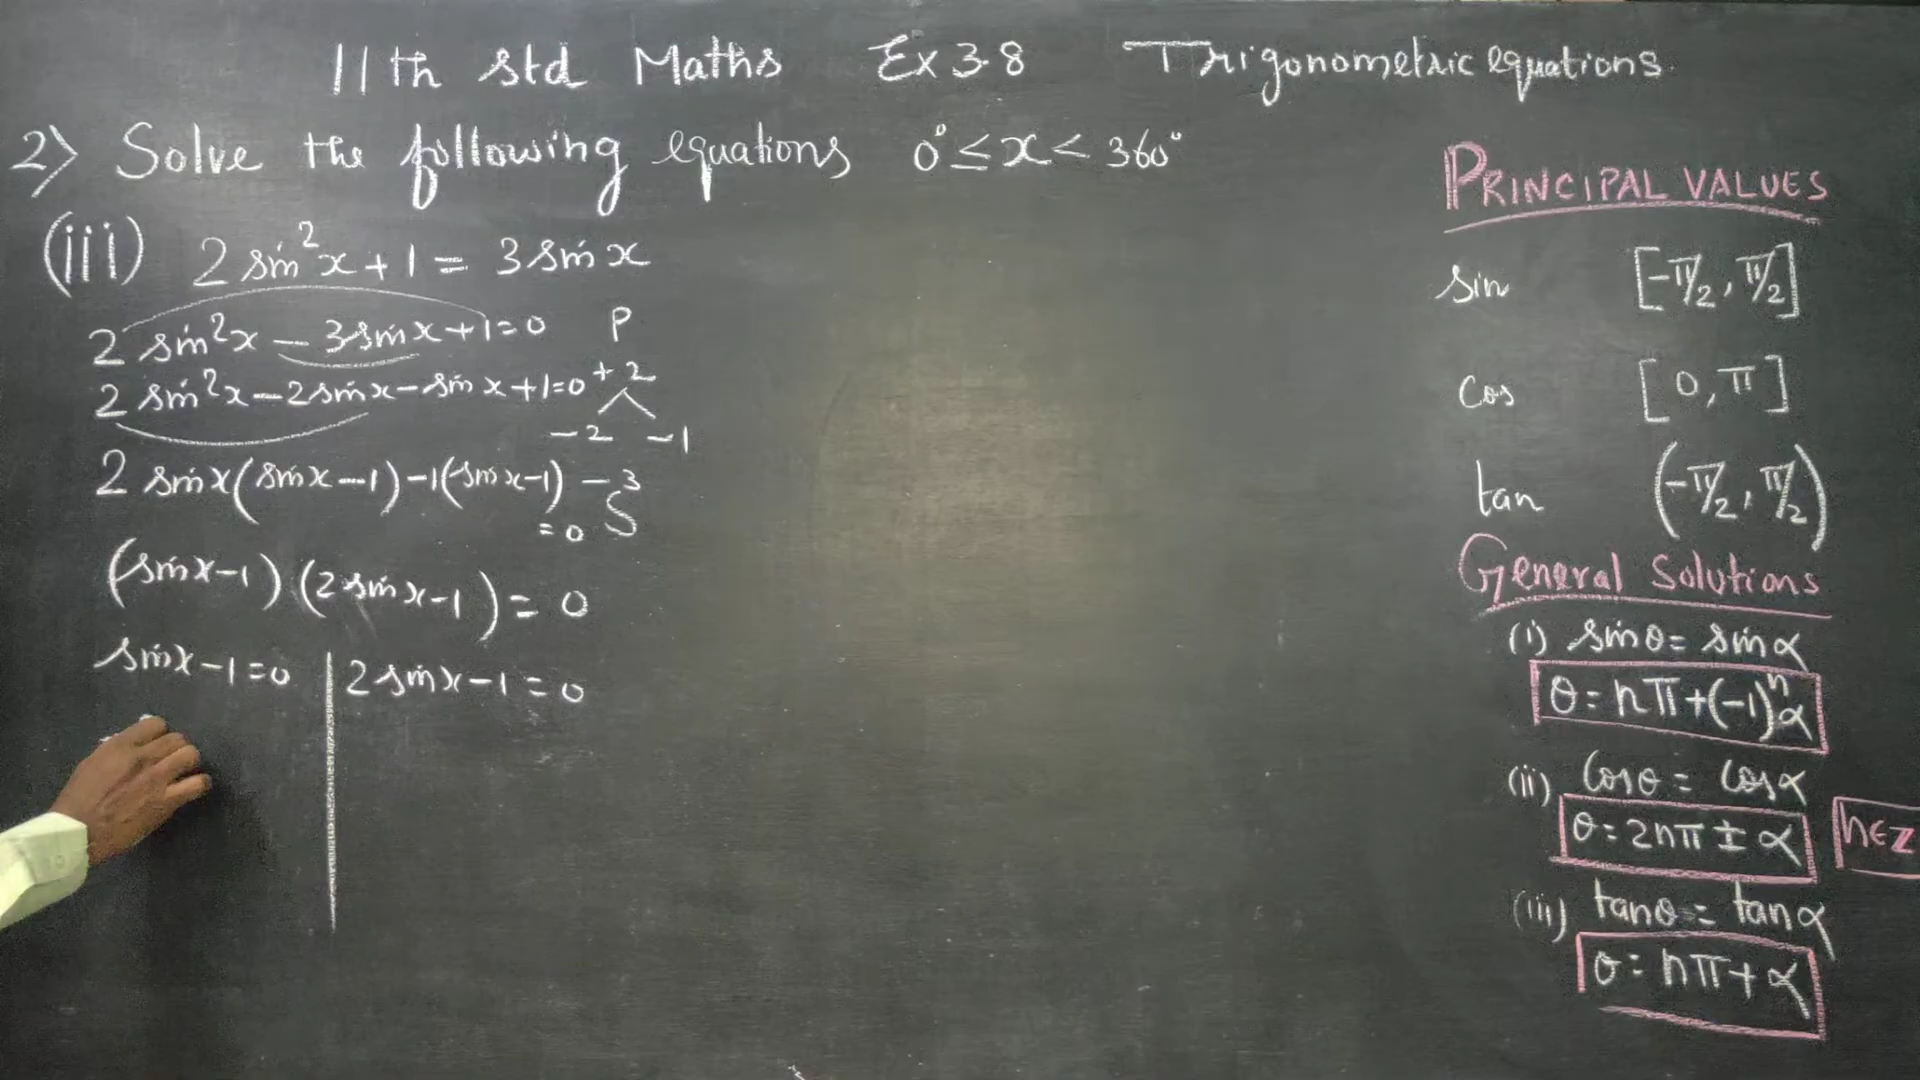 11th std Maths Ex 3.8 Trigonometric equations.
2) Solve the following equations 0° ≤ x < 360°
(iii) 2 sin²x + 1 = 3 sin x
2 sin²x - 3 sin x + 1 = 0
2 sin²x - 2 sin x - sin x + 1 = 0
2 sin x (sin x - 1) - 1 (sin x - 1)
= 0
(sin x - 1) (2 sin x - 1) = 0
sin x - 1 = 0 | 2 sin x - 1 = 0
P
+ 2
- 2 - 1
- 3
S
PRINCIPAL VALUES
sin [-π/2, π/2]
cos [0, π]
tan (-π/2, π/2)
General Solutions
(i) sin θ = sin α
θ = nπ + (-1)ⁿ α
(ii) cos θ = cos α
θ = 2nπ ± α
n∈Z
(iii) tan θ = tan α
θ = nπ + α